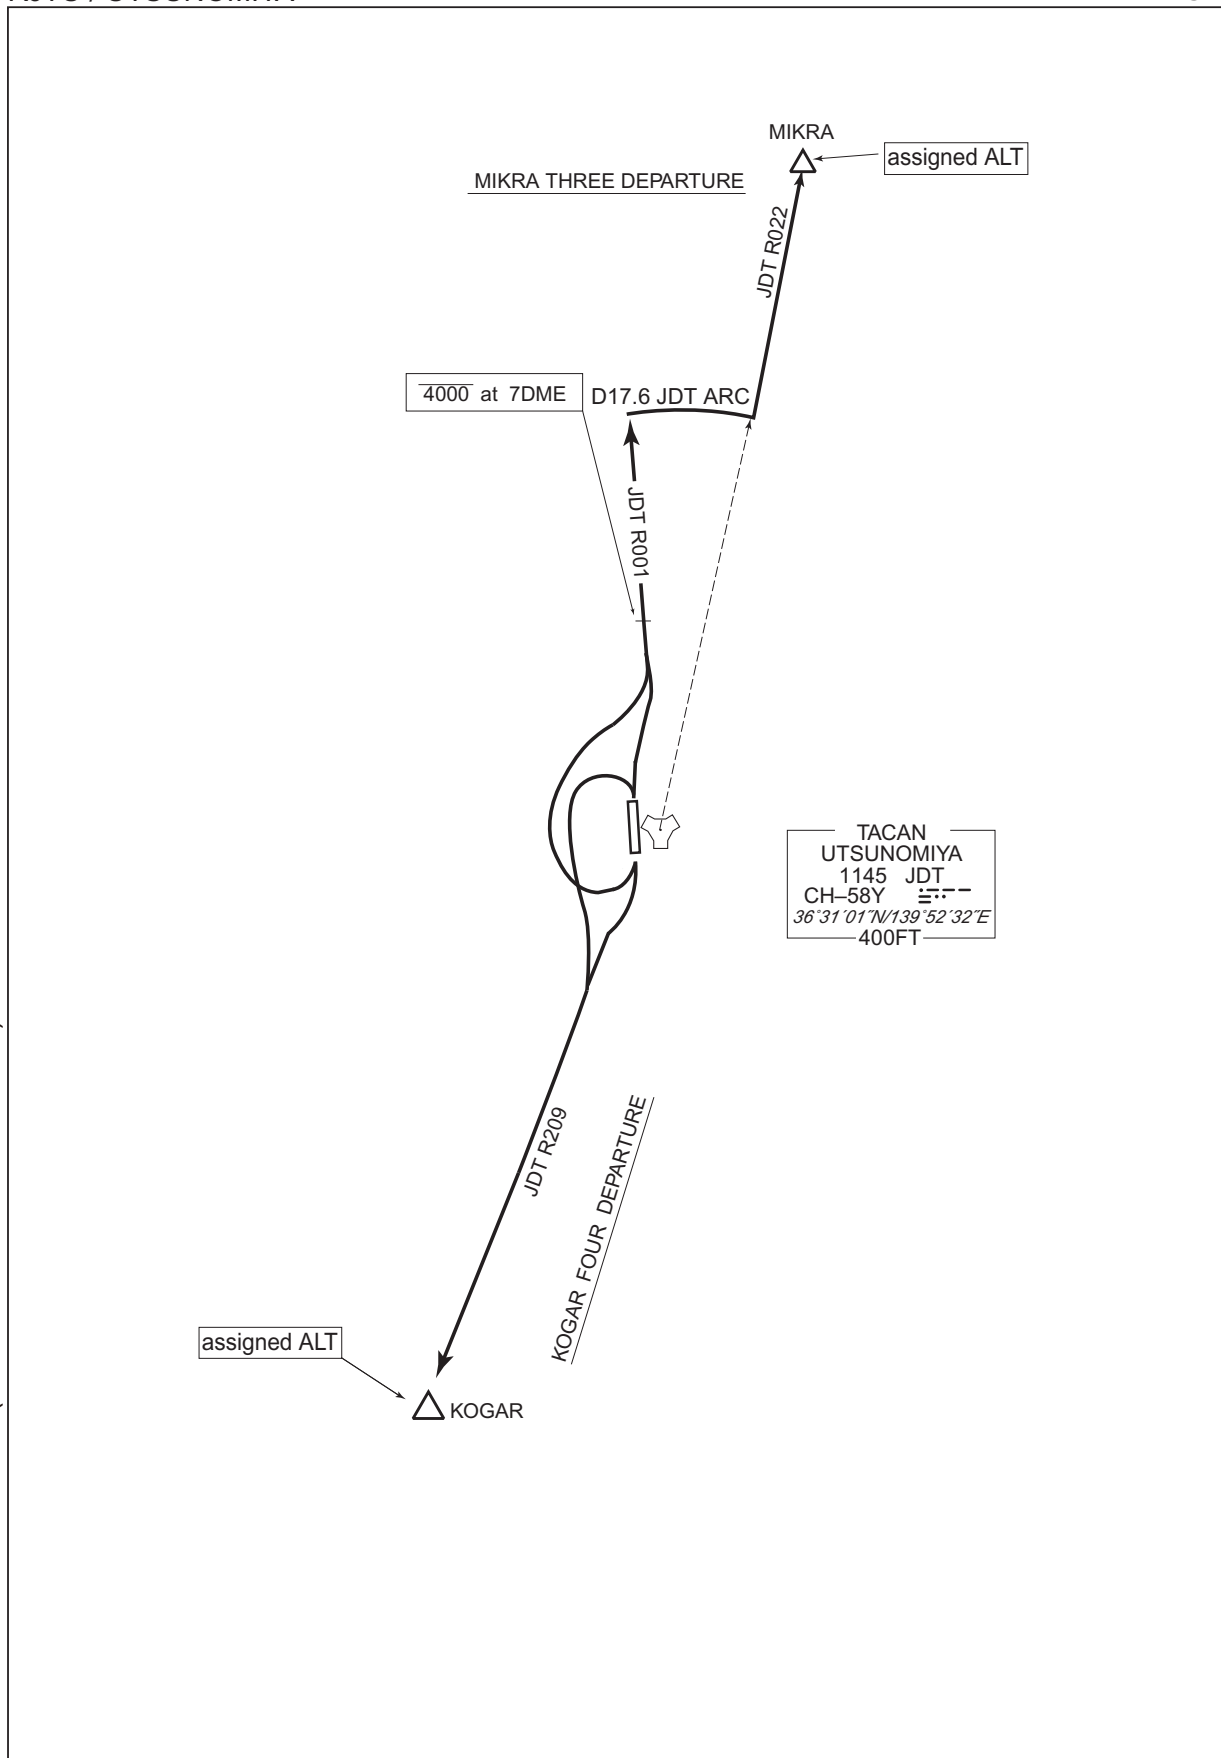 MIKRA
assigned ALT
MIKRA THREE DEPARTURE
JDT R022
4000 at 7DME
D17.6 JDT ARC
JDT R001
TACAN
UTSUNOMIYA
1145 JDT
CH–58Y
36°31′01″N/139°52′32″E
400FT
JDT R209
KOGAR FOUR DEPARTURE
assigned ALT
KOGAR